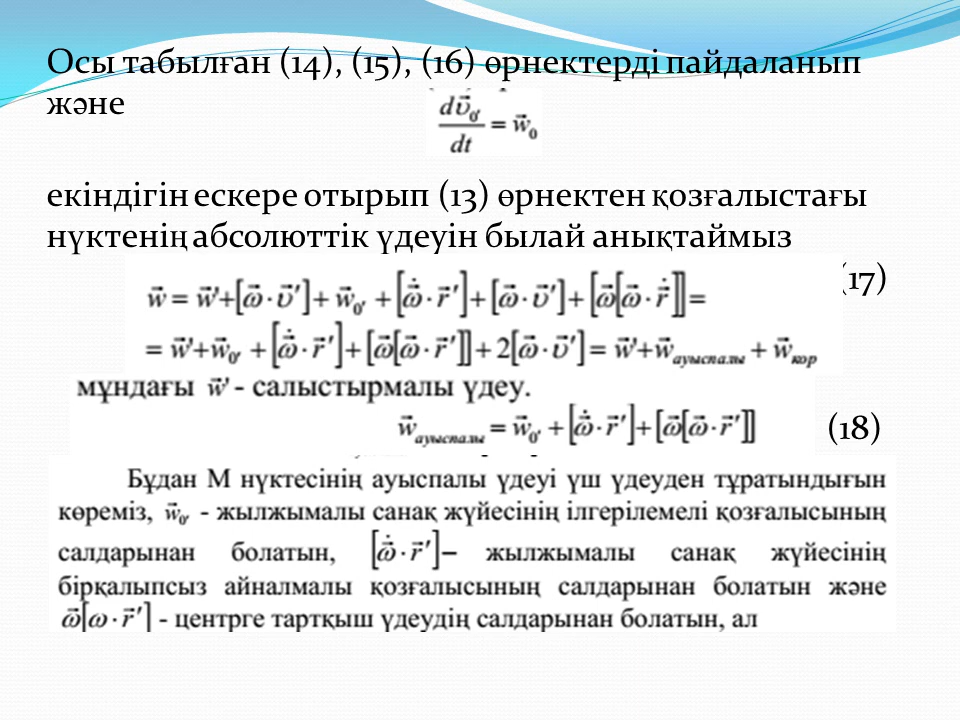 Осы табылған (14), (15), (16) өрнектерді пайдаланып
және
dῡ⃗₀′/dt = w⃗₀
екіндігін ескере отырып (13) өрнектен қозғалыстағы
нүктенің абсолюттік үдеуін былай анықтаймыз
w⃗ = w⃗'+[ω⃗·υ⃗′]+ w⃗₀′ + [ω⃗̇·r⃗′]+[ω⃗·υ⃗′]+[ω⃗[ω⃗·r⃗̇]]= (17)
= w⃗'+w⃗₀′ + [ω⃗̇·r⃗′]+[ω⃗[ω⃗·r⃗′]]+2[ω⃗·υ⃗′]= w⃗'+w⃗ауыспалы + w⃗кор
мұндағы w⃗' - салыстырмалы үдеу.
w⃗ауыспалы = w⃗₀′ + [ω⃗̇·r⃗′]+[ω⃗[ω⃗·r⃗′]] (18)
Бұдан М нүктесінің ауыспалы үдеуі үш үдеуден тұратындығын
көреміз, w⃗₀′ - жылжымалы санақ жүйесінің ілгерілемелі қозғалысының
салдарынан болатын, [ω⃗̇·r⃗′]– жылжымалы санақ жүйесінің
бірқалыпсыз айналмалы қозғалысының салдарынан болатын және
ω⃗[ω·r⃗′] - центрге тартқыш үдеудің салдарынан болатын, ал